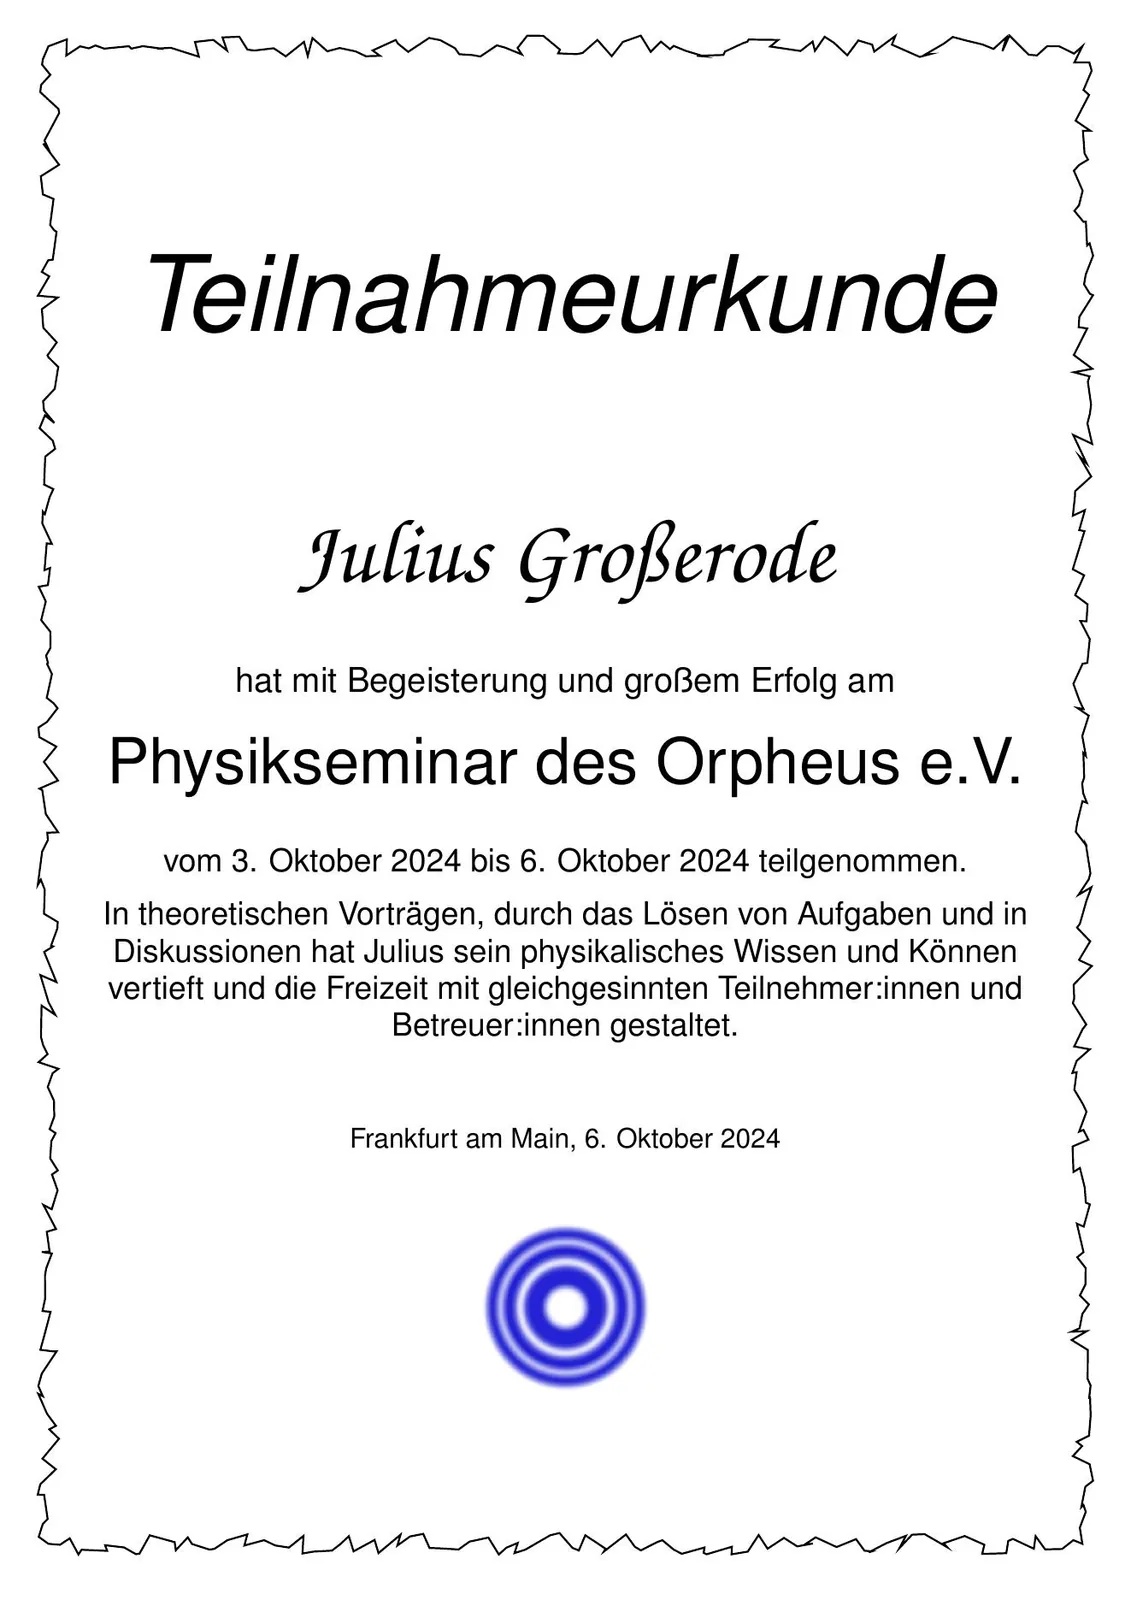 Teilnahmeurkunde
Julius Großerode
hat mit Begeisterung und großem Erfolg am
Physikseminar des Orpheus e.V.
vom 3. Oktober 2024 bis 6. Oktober 2024 teilgenommen.
In theoretischen Vorträgen, durch das Lösen von Aufgaben und in
Diskussionen hat Julius sein physikalisches Wissen und Können
vertieft und die Freizeit mit gleichgesinnten Teilnehmer:innen und
Betreuer:innen gestaltet.
Frankfurt am Main, 6. Oktober 2024